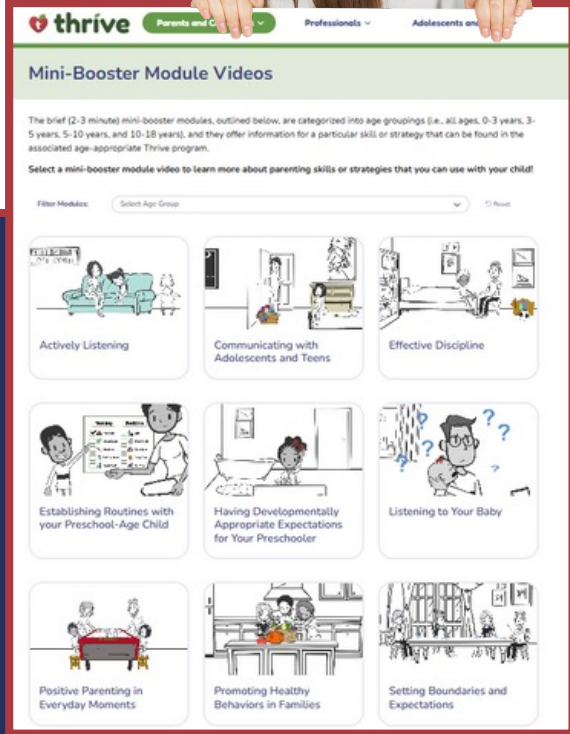 thrive
Parents and C
Professionals
Adolescents an
Mini-Booster Module Videos
The brief (2-3 minute) mini-booster modules, outlined below, are categorized into age groupings (i.e., all ages, 0-3 years, 3-
5 years, 5-10 years, and 10-18 years), and they offer information for a particular skill or strategy that can be found in the
associated age-appropriate Thrive program.
Select a mini-booster module video to learn more about parenting skills or strategies that you can use with your child!
Filter Modules:
Select Age Group
Reset
Actively Listening
Communicating with
Adolescents and Teens
Effective Discipline
Establishing Routines with
your Preschool-Age Child
Having Developmentally
Appropriate Expectations
for Your Preschooler
Listening to Your Baby
Positive Parenting in
Everyday Moments
Promoting Healthy
Behaviors in Families
Setting Boundaries and
Expectations